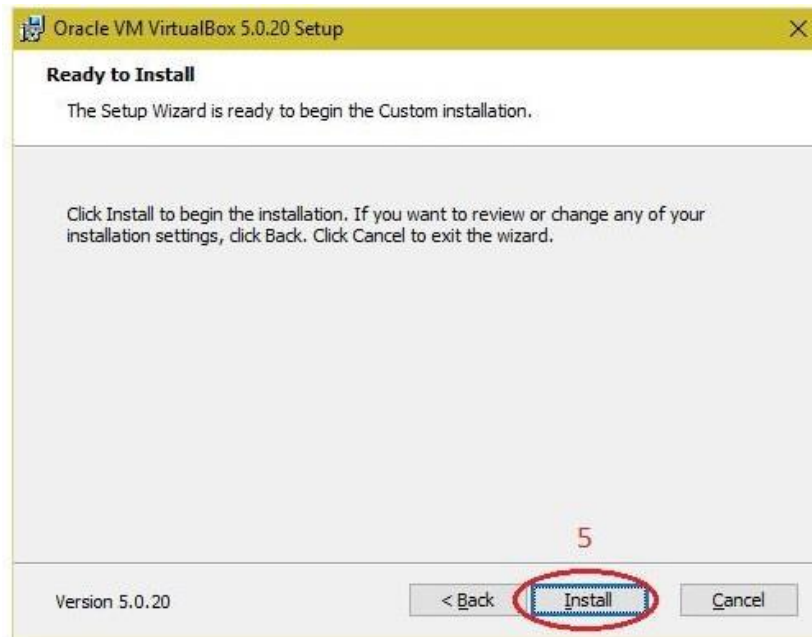 Oracle VM VirtualBox 5.0.20 Setup
Ready to Install
The Setup Wizard is ready to begin the Custom installation.
Click Install to begin the installation. If you want to review or change any of your
installation settings, click Back. Click Cancel to exit the wizard.
5
Version 5.0.20
< Back
Install
Cancel